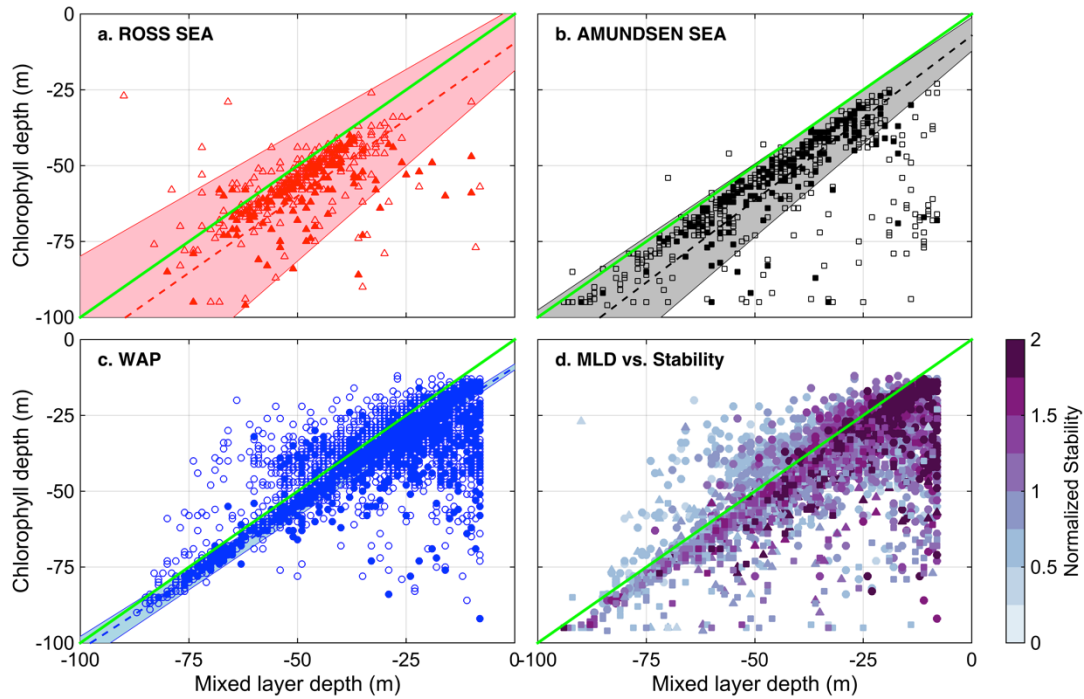 0
-25
-50
-75
-100
Chlorophyll depth (m)
a. ROSS SEA
b. AMUNDSEN SEA
0
-25
-50
-75
-100
Chlorophyll depth (m)
c. WAP
d. MLD vs. Stability
-100 -75 -50 -25 0
-100 -75 -50 -25 0
Mixed layer depth (m)
Mixed layer depth (m)
2
1.5
1
0.5
0
Normalized Stability